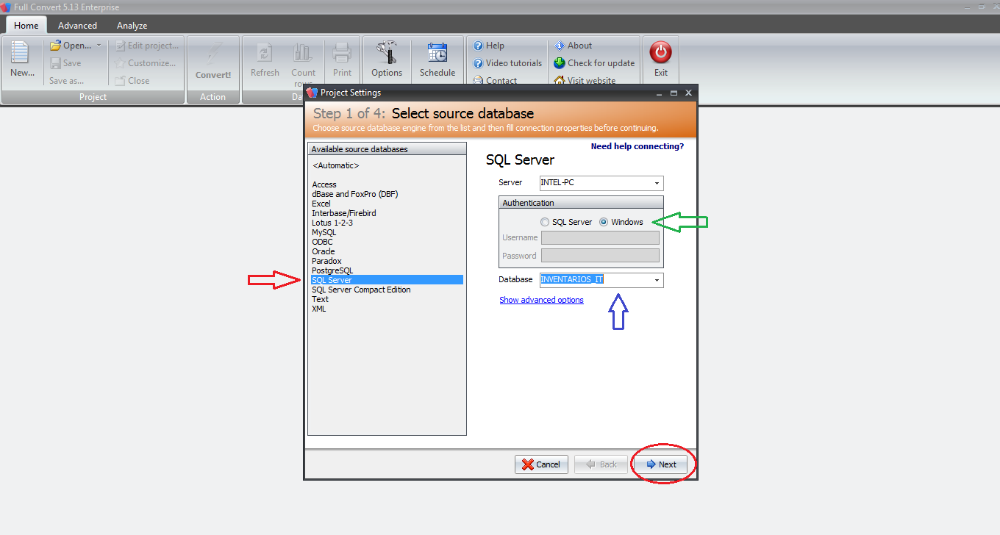 Full Convert 5.13 Enterprise
Home Advanced Analyze
New...
Open...
Save
Save as...
Edit project...
Customize...
Close
Project
Convert!
Action
Refresh
Count
rows
Print
Da
Options
Schedule
Help
Video tutorials
Contact
About
Check for update
Visit website
Exit
Project Settings
Step 1 of 4: Select source database
Choose source database engine from the list and then fill connection properties before continuing.
Available source databases
<Automatic>
Access
dBase and FoxPro (DBF)
Excel
Interbase/Firebird
Lotus 1-2-3
MySQL
ODBC
Oracle
Paradox
PostgreSQL
SQL Server
SQL Server Compact Edition
Text
XML
Need help connecting?
SQL Server
Server INTEL-PC
Authentication
SQL Server Windows
Username
Password
Database INVENTARIOS_IT
Show advanced options
Cancel Back Next